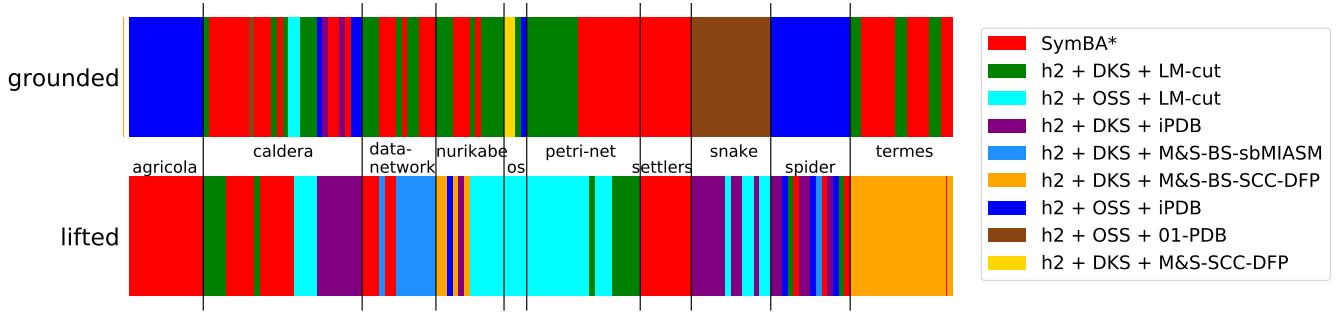 grounded
agricola
caldera
data-
network
nurikabe
os
petri-net
settlers
snake
spider
termes
lifted
SymBA*
h2 + DKS + LM-cut
h2 + OSS + LM-cut
h2 + DKS + iPDB
h2 + DKS + M&S-BS-sbMIASM
h2 + DKS + M&S-BS-SCC-DFP
h2 + OSS + iPDB
h2 + OSS + 01-PDB
h2 + DKS + M&S-SCC-DFP